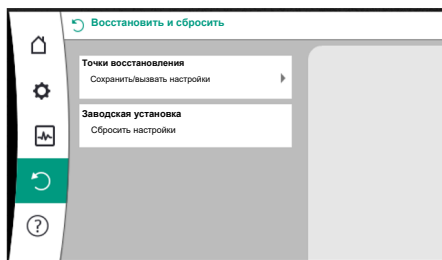 Восстановить и сбросить
Точки восстановления
Сохранить/вызвать настройки
Заводская установка
Сбросить настройки
?